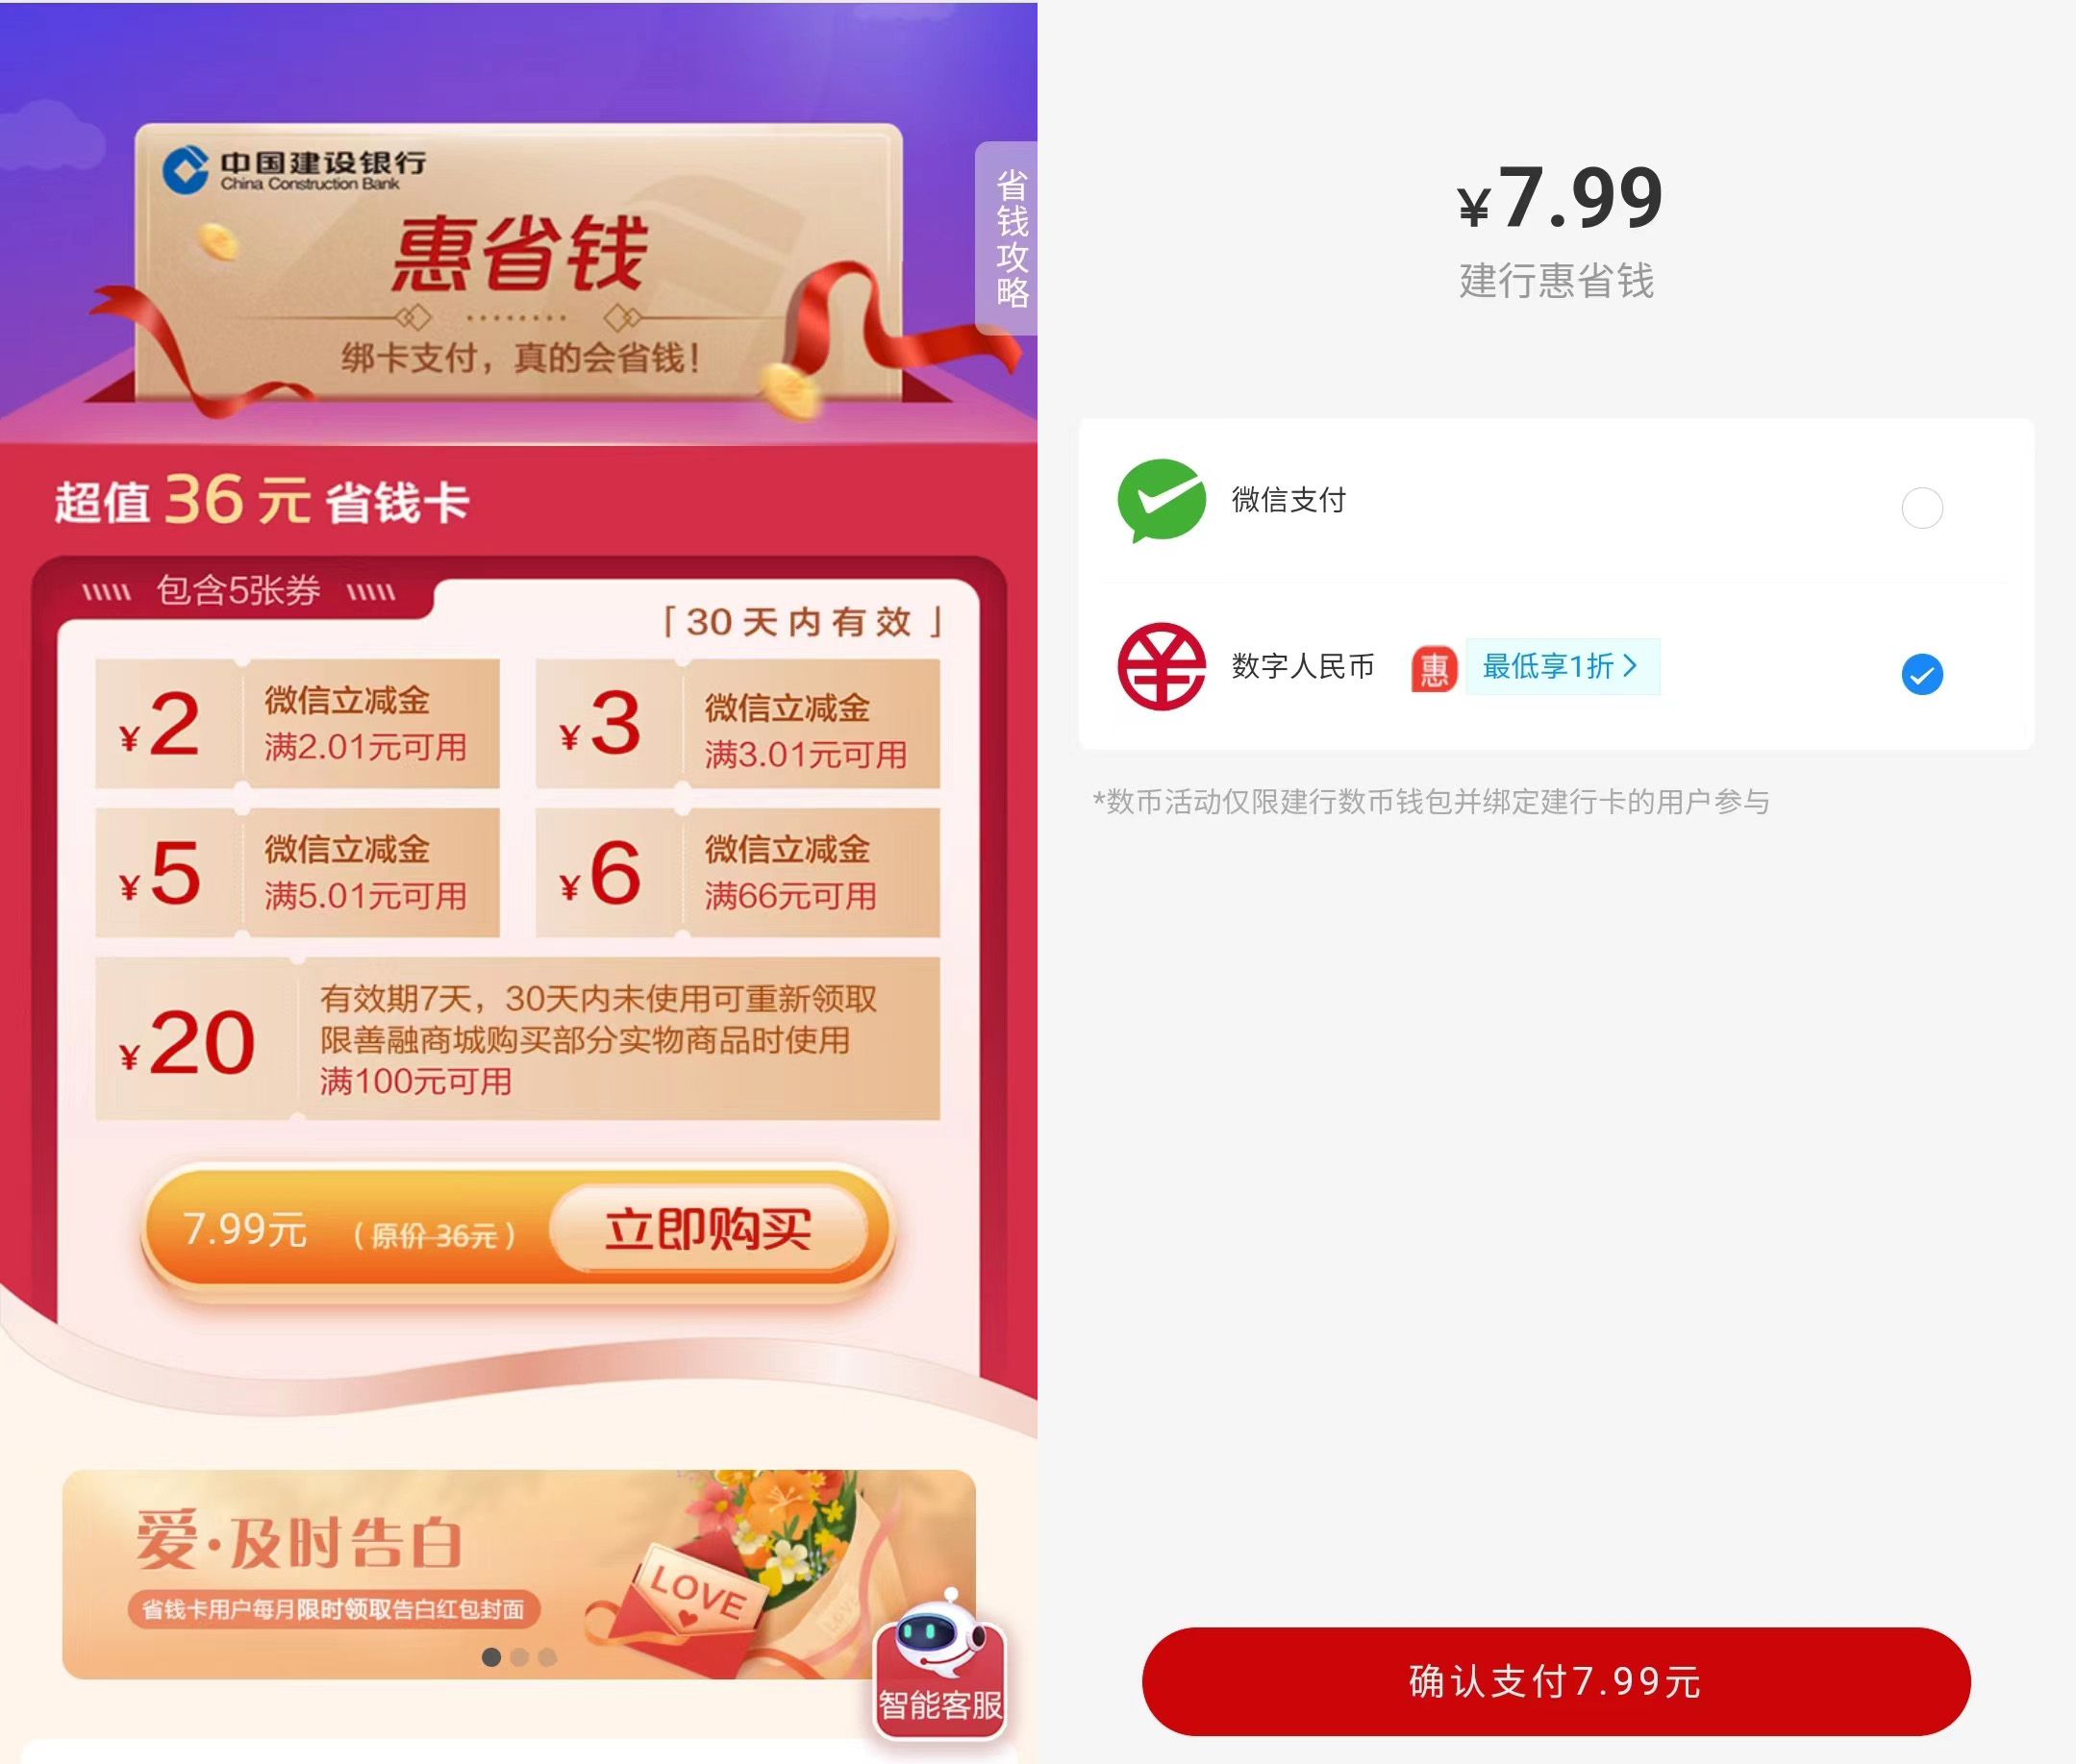 中国建设银行
China Construction Bank
惠省钱
绑卡支付，真的会省钱！
省钱攻略
超值36元省钱卡
包含5张券
「30天内有效」
¥2
微信立减金
满2.01元可用
¥3
微信立减金
满3.01元可用
¥5
微信立减金
满5.01元可用
¥6
微信立减金
满66元可用
¥20
有效期7天，30天内未使用可重新领取
限善融商城购买部分实物商品时使用
满100元可用
7.99元
（原价 36元）
立即购买
爱·及时告白
省钱卡用户每月限时领取告白红包封面
LOVE
智能客服
¥7.99
建行惠省钱
微信支付
数字人民币
惠
最低享1折>
*数币活动仅限建行数币钱包并绑定建行卡的用户参与
确认支付7.99元